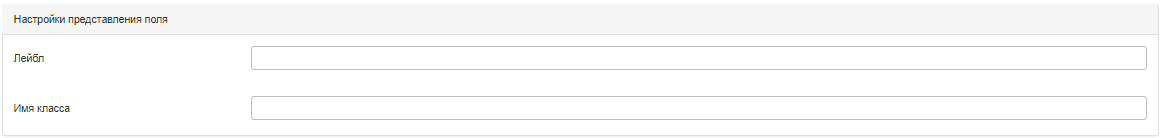 Настройки представления поля
Лейбл
Имя класса